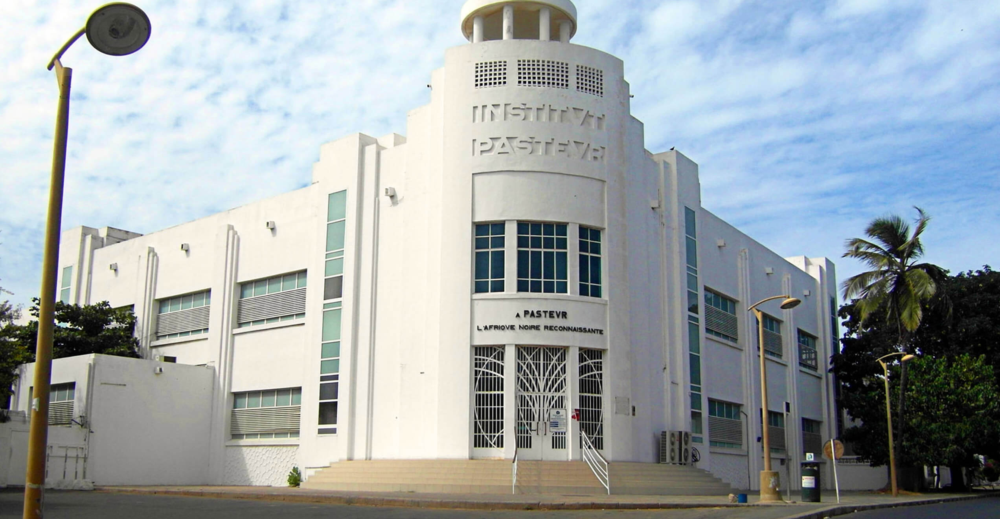 INSTITVT
PASTEVR
A PASTEVR
L'AFRIQVE NOIRE RECONNAISSANTE